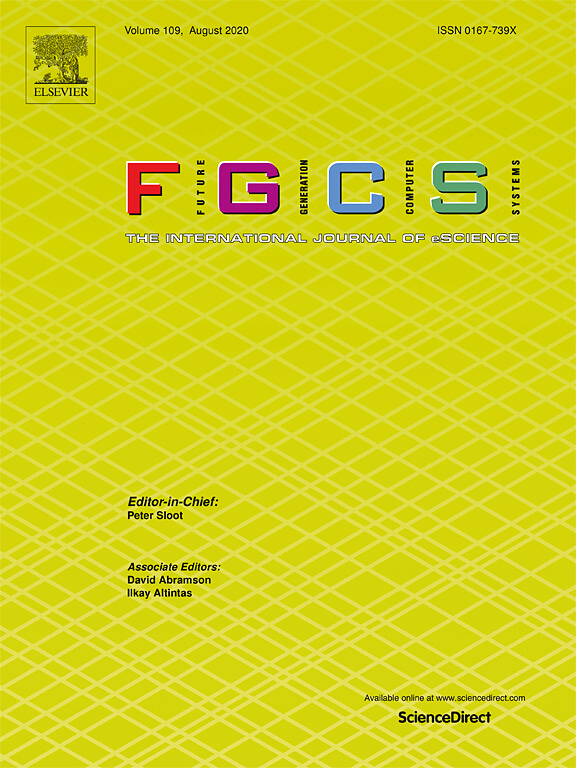 Volume 109, August 2020
ISSN 0167-739X
ELSEVIER
F FUTURE G GENERATION C COMPUTER S SYSTEMS
THE INTERNATIONAL JOURNAL OF eSCIENCE
Editor-in-Chief:
Peter Sloot
Associate Editors:
David Abramson
Ilkay Altintas
Available online at www.sciencedirect.com
ScienceDirect